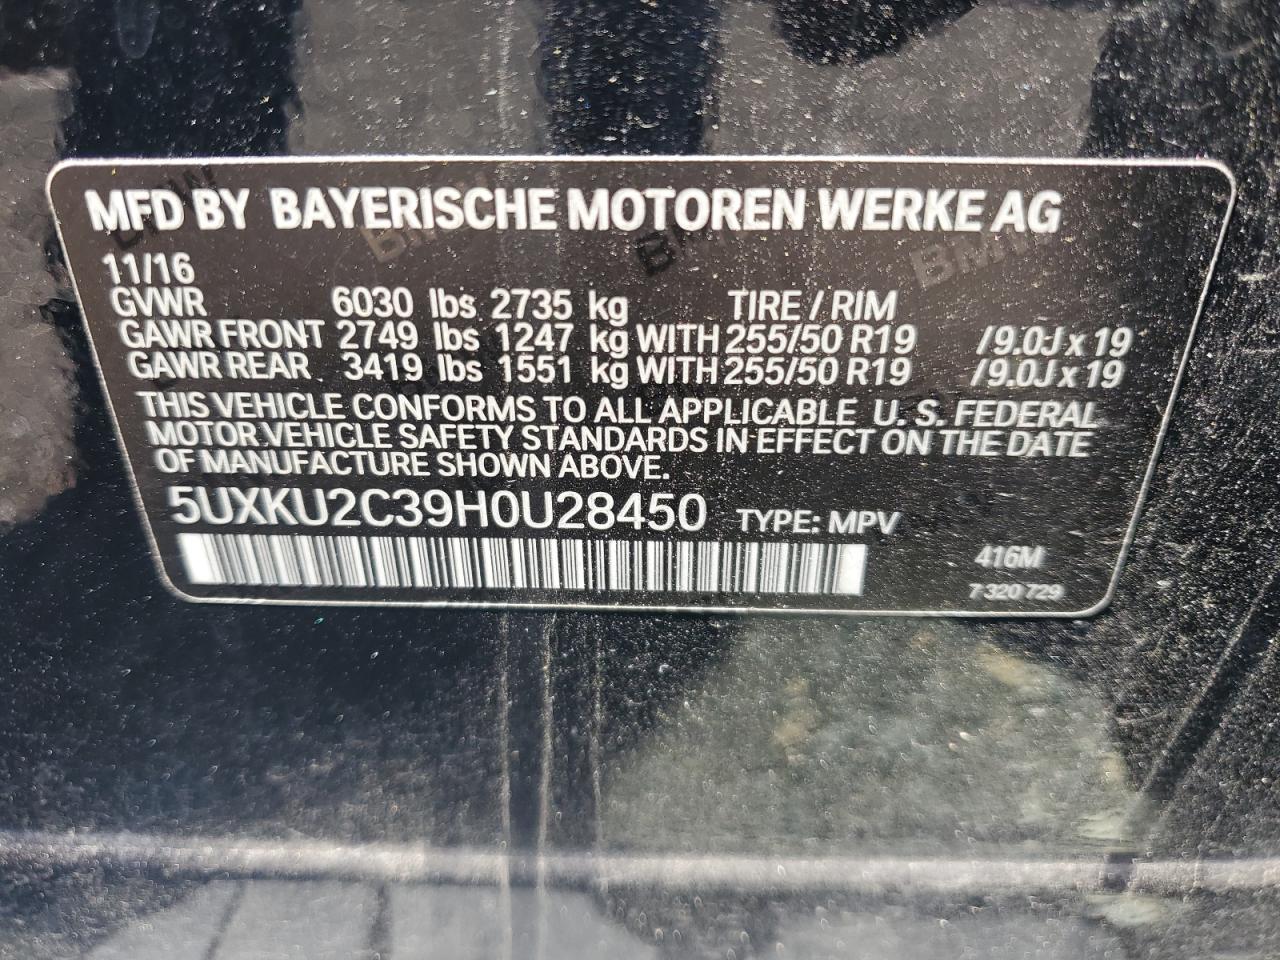 MFD BY BAYERISCHE MOTOREN WERKE AG
11/16
GVWR 6030 lbs 2735 kg TIRE / RIM
GAWR FRONT 2749 lbs 1247 kg WITH 255/50 R19 /9.0J x 19
GAWR REAR 3419 lbs 1551 kg WITH 255/50 R19 /9.0J x 19
THIS VEHICLE CONFORMS TO ALL APPLICABLE U. S. FEDERAL
MOTOR VEHICLE SAFETY STANDARDS IN EFFECT ON THE DATE
OF MANUFACTURE SHOWN ABOVE.
5UXKU2C39H0U28450 TYPE: MPV
416M
7 320 729